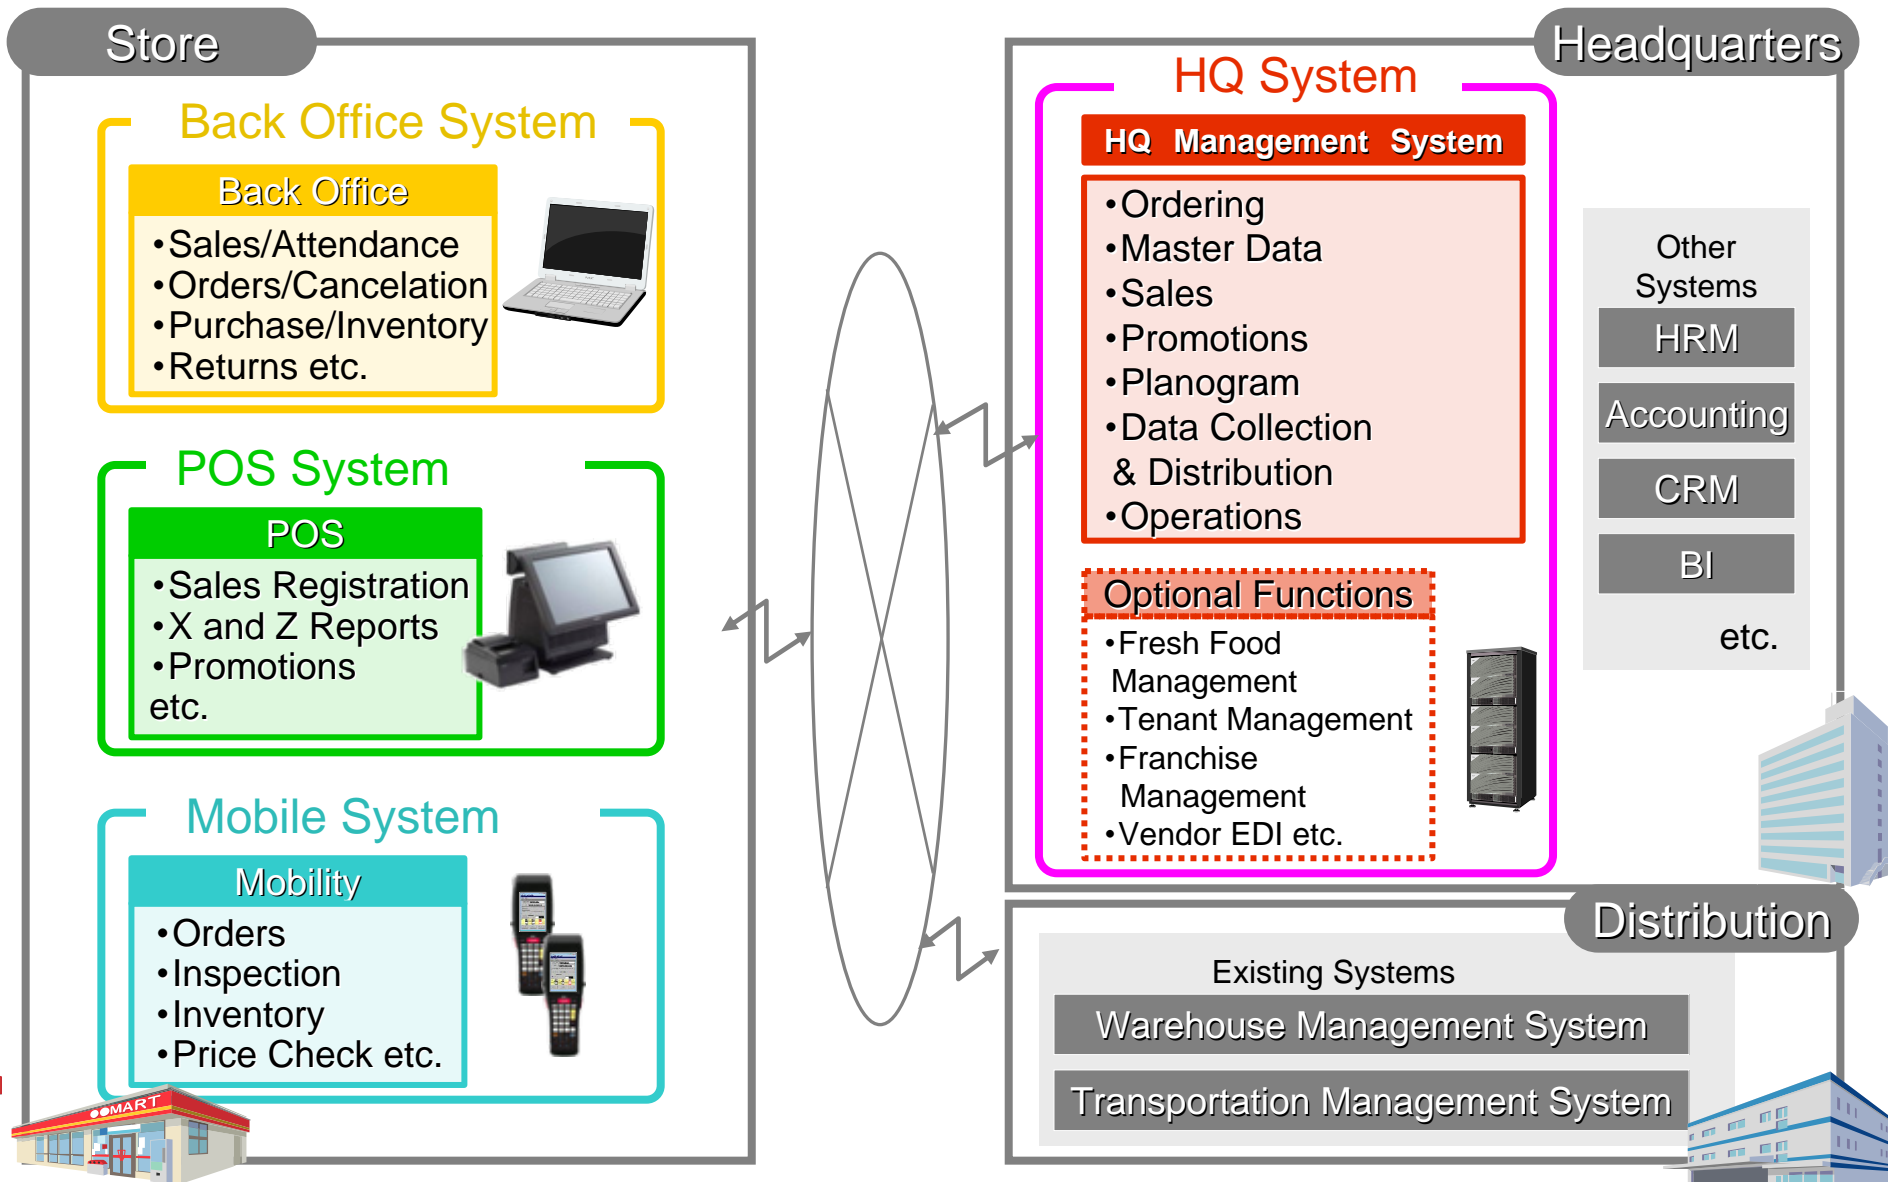 Store
Back Office System
Back Office
•Sales/Attendance
•Orders/Cancelation
•Purchase/Inventory
•Returns etc.
POS System
POS
•Sales Registration
•X and Z Reports
•Promotions
etc.
Mobile System
Mobility
•Orders
•Inspection
•Inventory
•Price Check etc.
MART
Headquarters
HQ System
HQ Management System
•Ordering
•Master Data
•Sales
•Promotions
•Planogram
•Data Collection
& Distribution
•Operations
Optional Functions
•Fresh Food
Management
•Tenant Management
•Franchise
Management
•Vendor EDI etc.
Other
Systems
HRM
Accounting
CRM
BI
etc.
Distribution
Existing Systems
Warehouse Management System
Transportation Management System